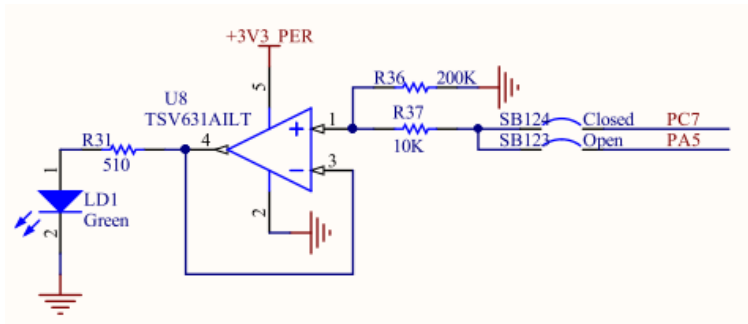 +3V3_PER
R36 200K
U8
TSV631AILT
5
R37
10K
1
SB124 Closed PC7
SB123 Open PA5
R31
510
4
3
+
-
1
LD1
Green
2
2